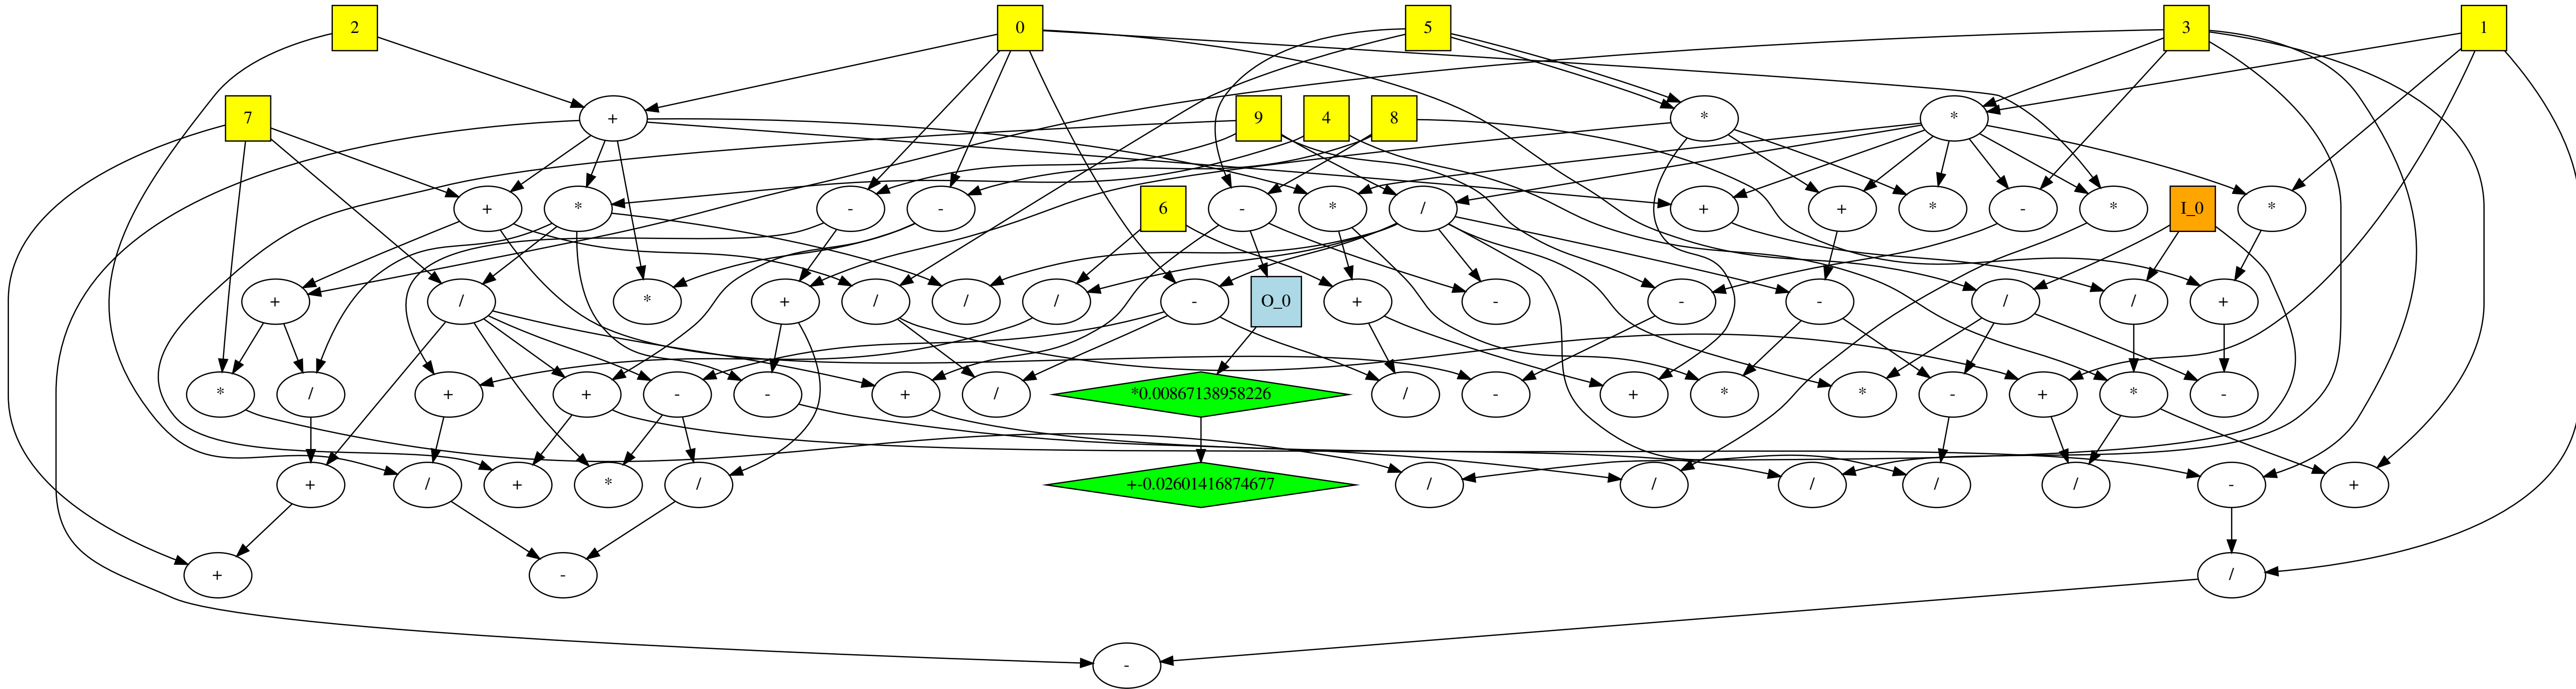 2 0 5 3 1
7 + 9 4 8 * *
+ * - - 6 - * / + + * - * I_0 *
+ / * + / / / - O_0 + - - - / / +
* / + + - - + / *0.00867138958226 / - + * * - + * -
+ / + * / +-0.02601416874677 / / / / / - +
+ - /
-